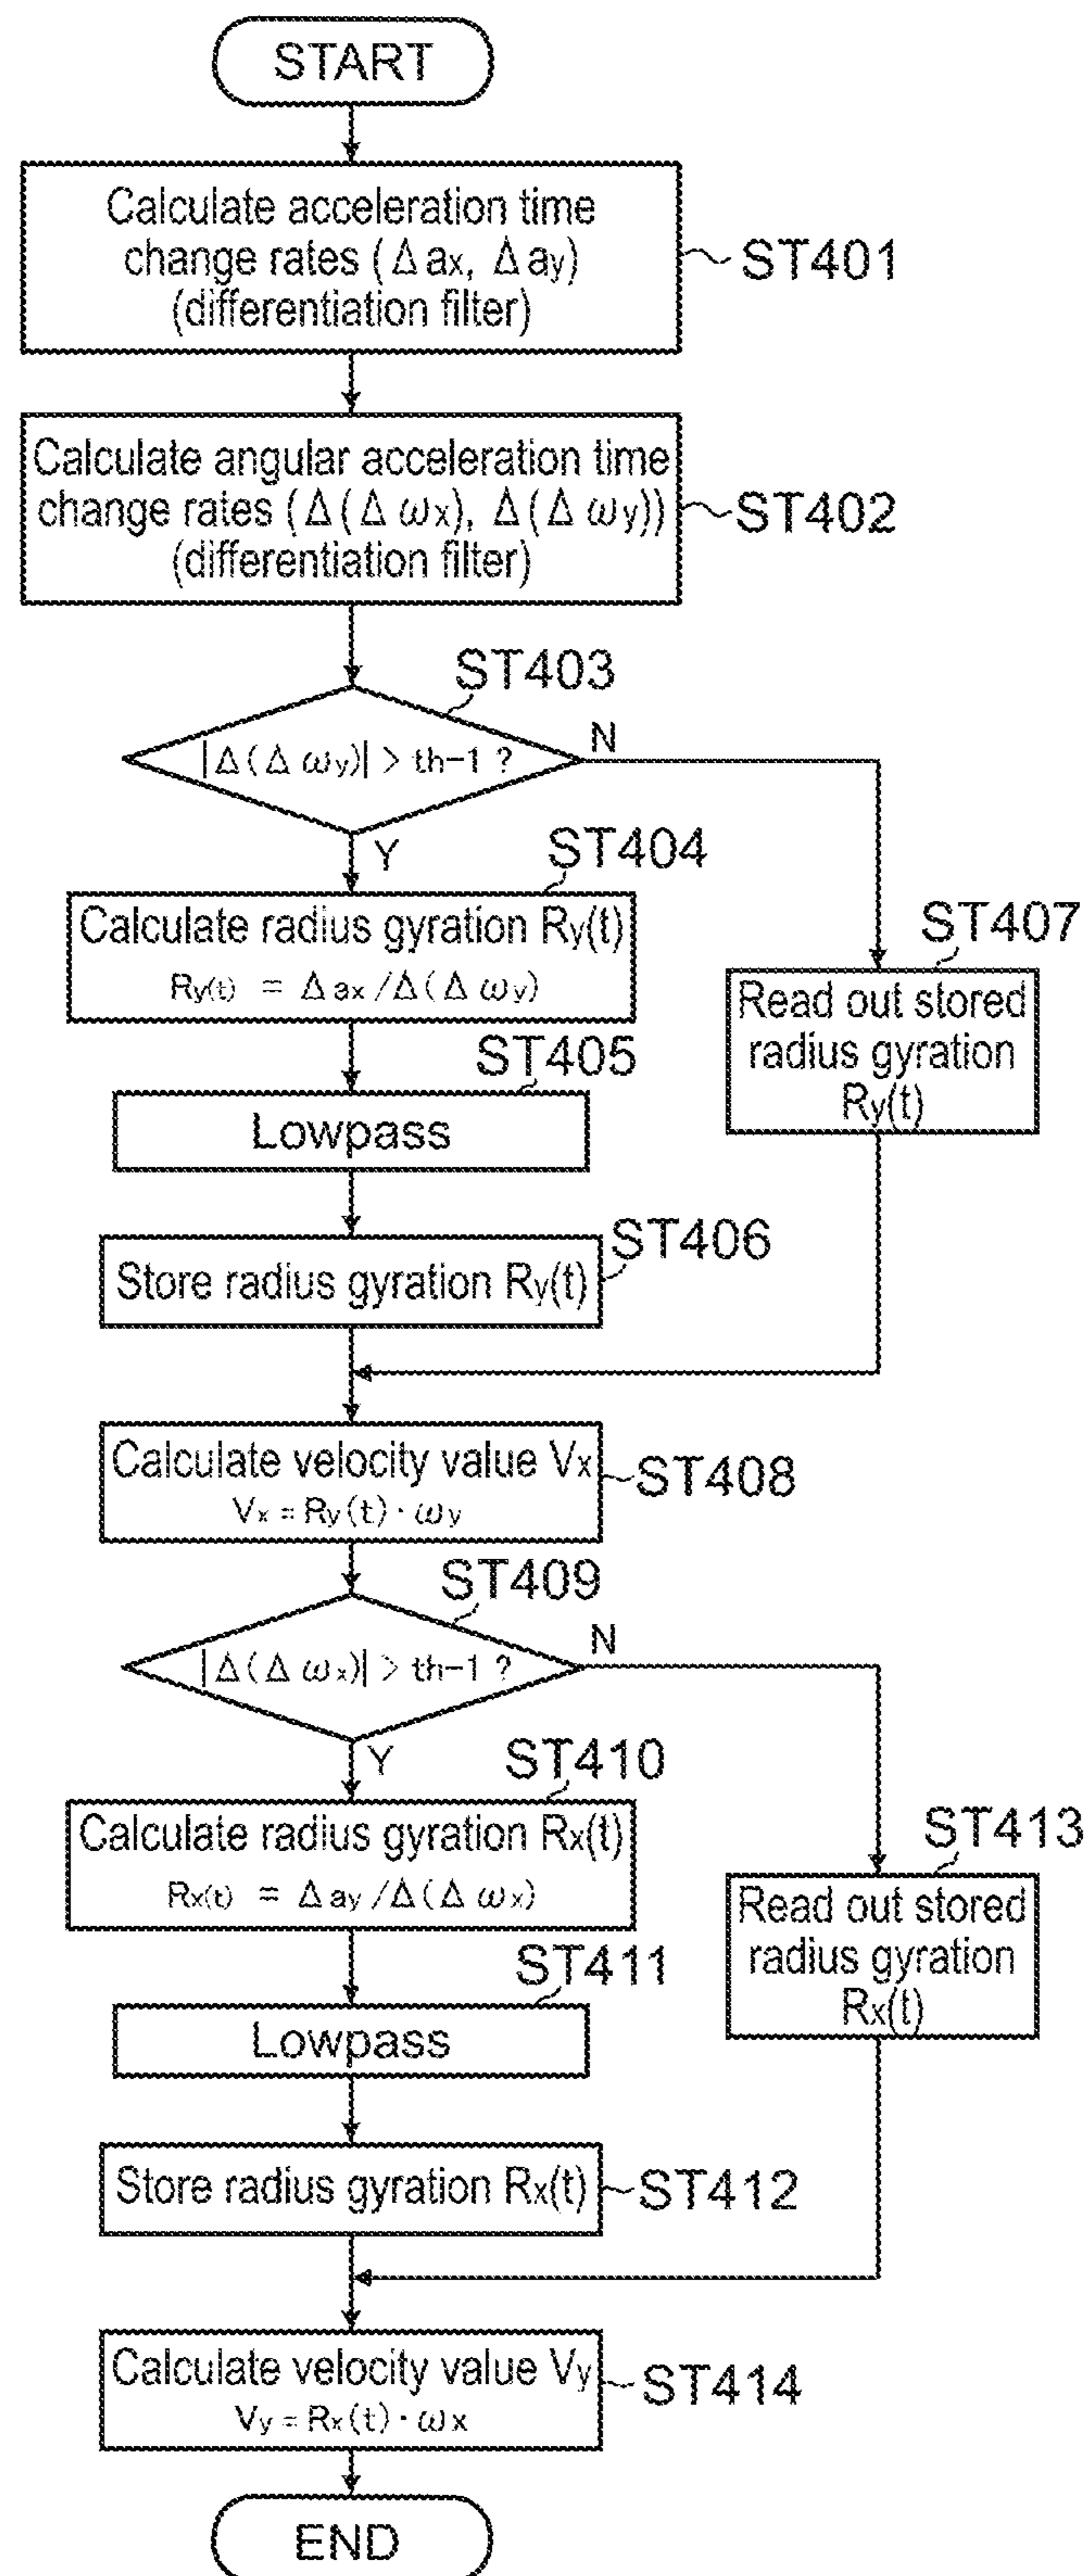 START
Calculate acceleration time
change rates (Δax, Δay)
(differentiation filter)
ST401
Calculate angular acceleration time
change rates (Δ(Δωx), Δ(Δωy))
(differentiation filter)
ST402
ST403
|Δ(Δωy)| > th-1 ?
N
Y
ST404
Calculate radius gyration Ry(t)
Ry(t) = Δax/Δ(Δωy)
ST407
Read out stored
radius gyration
Ry(t)
ST405
Lowpass
ST406
Store radius gyration Ry(t)
Calculate velocity value Vx
Vx=Ry(t)·ωy
ST408
ST409
|Δ(Δωx)| > th-1 ?
N
Y
ST410
Calculate radius gyration Rx(t)
Rx(t) = Δay/Δ(Δωx)
ST413
Read out stored
radius gyration
Rx(t)
ST411
Lowpass
Store radius gyration Rx(t)
ST412
Calculate velocity value Vy
Vy=Rx(t)·ωx
ST414
END